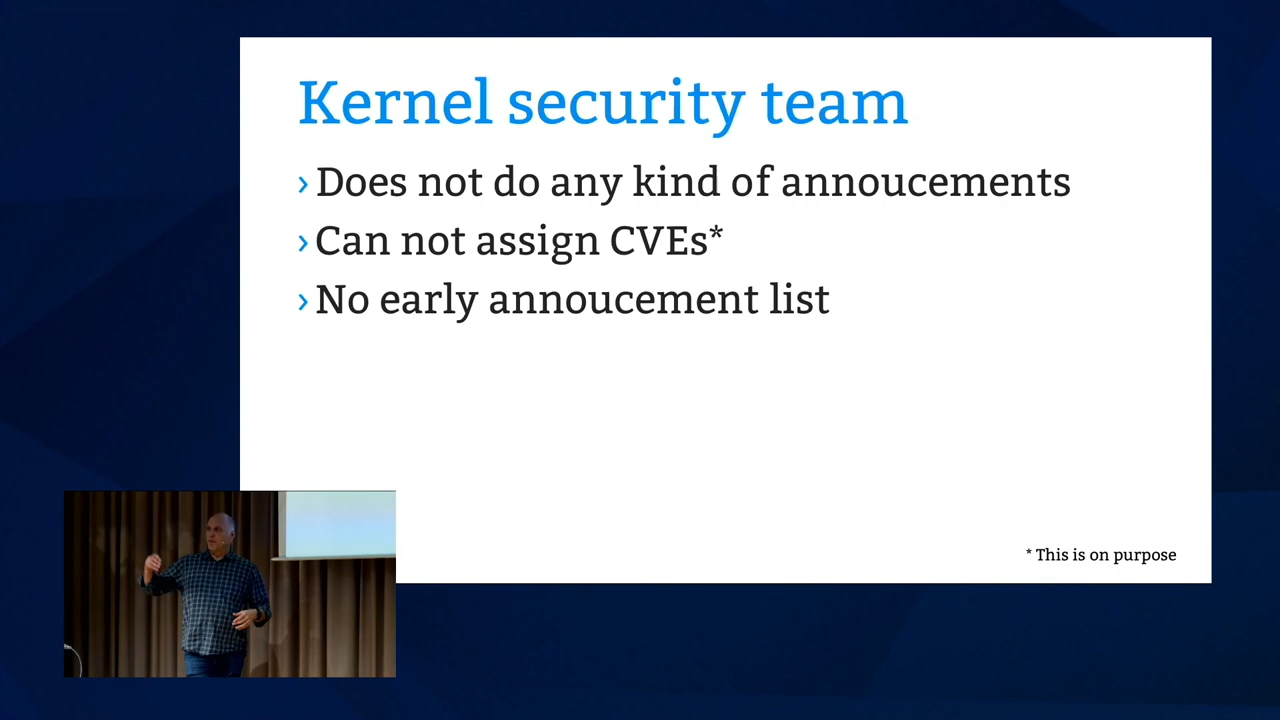 Kernel security team
› Does not do any kind of annoucements
› Can not assign CVEs*
› No early annoucement list
* This is on purpose